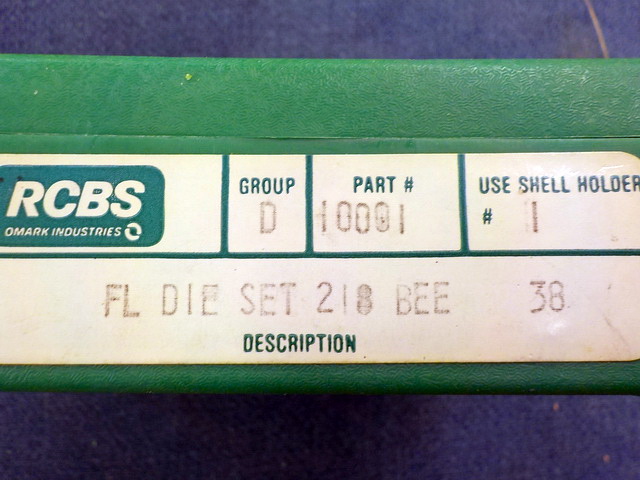 RCBS
OMARK INDUSTRIES
GROUP
D
PART #
10001
USE SHELL HOLDER
# 1
FL DIE SET 218 BEE 38
DESCRIPTION